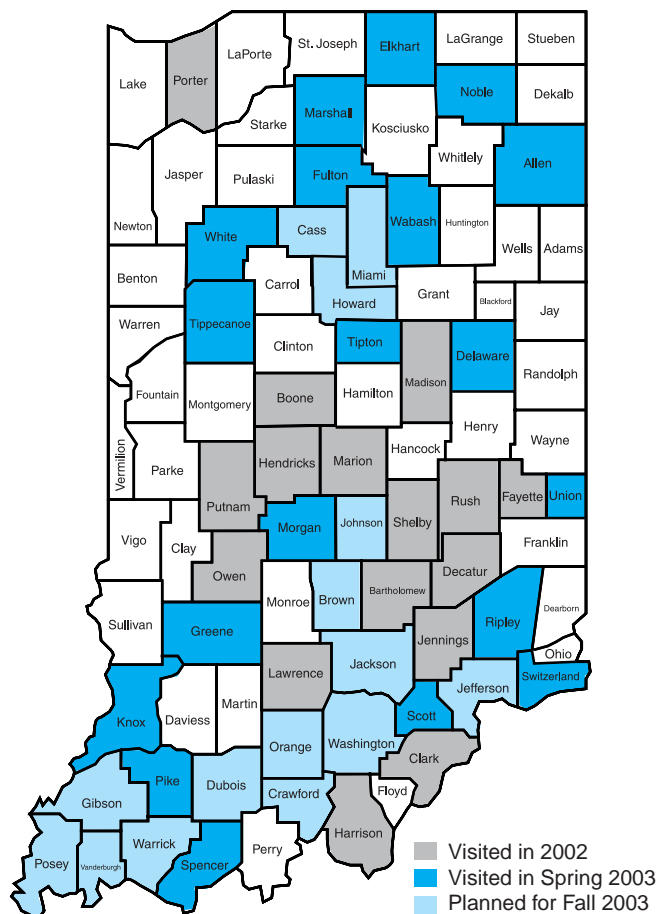 St. Joseph
Elkhart
LaGrange
Stueben
LaPorte
Porter
Lake
Noble
Dekalb
Marshall
Starke
Kosciusko
Whitlely
Allen
Jasper
Pulaski
Fulton
Newton
White
Cass
Wabash
Huntington
Wells
Adams
Miami
Benton
Carrol
Grant
Blackford
Howard
Jay
Warren
Tippecanoe
Clinton
Tipton
Delaware
Madison
Randolph
Fountain
Montgomery
Boone
Hamilton
Henry
Wayne
Vermilion
Parke
Hendricks
Marion
Hancock
Rush
Fayette
Union
Putnam
Morgan
Johnson
Shelby
Vigo
Clay
Franklin
Owen
Decatur
Bartholomew
Monroe
Brown
Dearborn
Sullivan
Greene
Ripley
Jennings
Ohio
Lawrence
Jackson
Switzerland
Jefferson
Martin
Knox
Daviess
Scott
Orange
Washington
Clark
Pike
Dubois
Crawford
Floyd
Gibson
Harrison
Warrick
Perry
Posey
Vanderburgh
Spencer
Visited in 2002
Visited in Spring 2003
Planned for Fall 2003